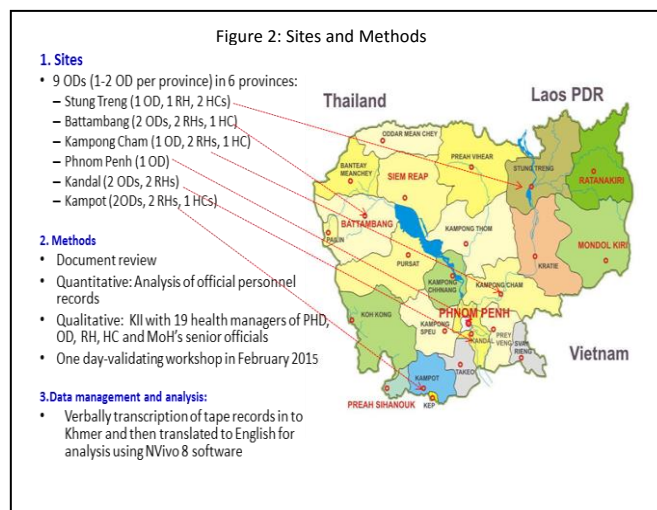 Figure 2: Sites and Methods
1. Sites
• 9 ODs (1-2 OD per province) in 6 provinces:
– Stung Treng (1 OD, 1 RH, 2 HCs)
– Battambang (2 ODs, 2 RHs, 1 HC)
– Kampong Cham (1 OD, 2 RHs, 1 HC)
– Phnom Penh (1 OD)
– Kandal (2 ODs, 2 RHs)
– Kampot (2ODs, 2 RHs, 1 HCs)
2. Methods
• Document review
• Quantitative: Analysis of official personnel
records
• Qualitative: KII with 19 health managers of PHD,
OD, RH, HC and MoH's senior officials
• One day-validating workshop in February 2015
3.Data management and analysis:
• Verbally transcription of tape records in to
Khmer and then translated to English for
analysis using NVivo 8 software
Thailand
Laos PDR
ODDAR MEAN CHEY
BANTEAY
MEANCHEY
PREAH VIHEAR
STUNG TRENG
RATANAKIRI
SIEM REAP
BATTAMBANG
PAILIN
KAMPONG THOM
MONDOL KIRI
KRATIE
PURSAT
KAMPONG
CHHNANG
KAMPONG CHAM
PHNOM PENH
KOH KONG
KAMPONG
SPEU
KANDAL
PREY
VENG
SVAY
RIENG
Vietnam
TAKEO
KAMPOT
PREAH SIHANOUK
KEP